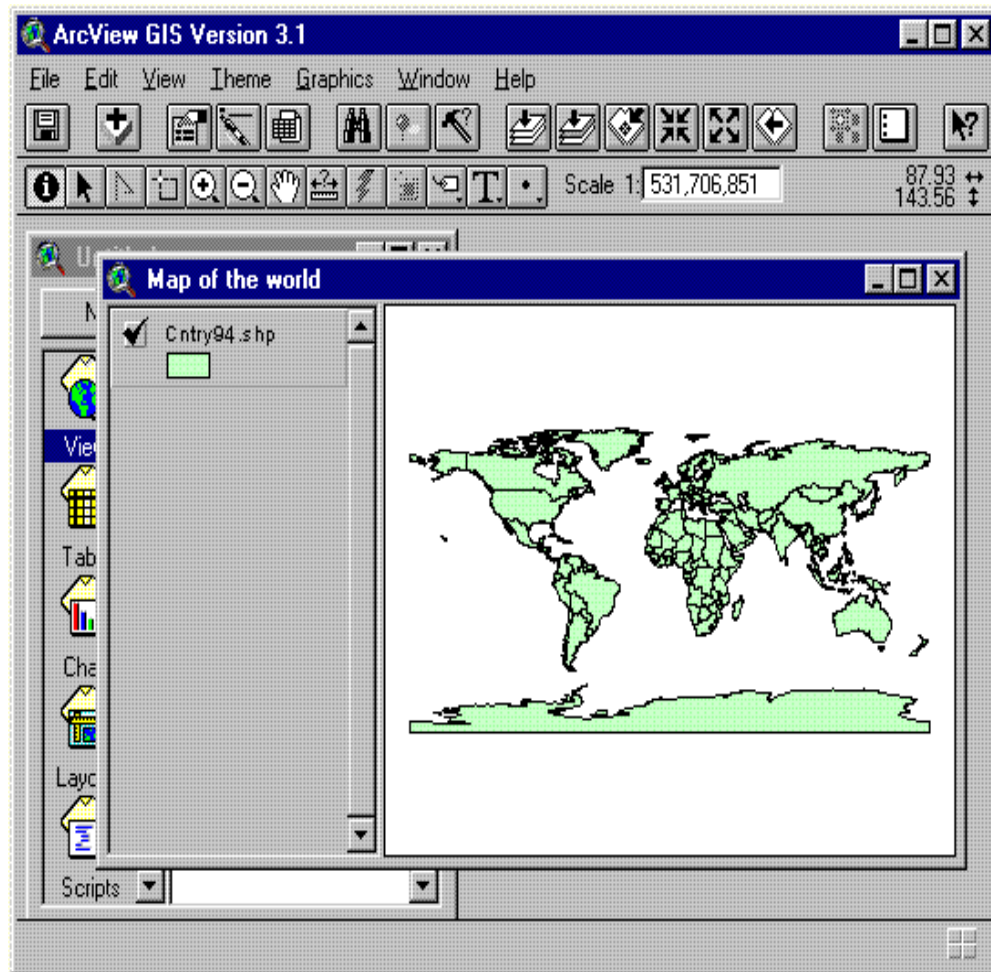 ArcView GIS Version 3.1
File Edit View Theme Graphics Window Help
Scale 1: 531,706,851
87.93
143.56
Map of the world
Cntry94.shp
Scripts